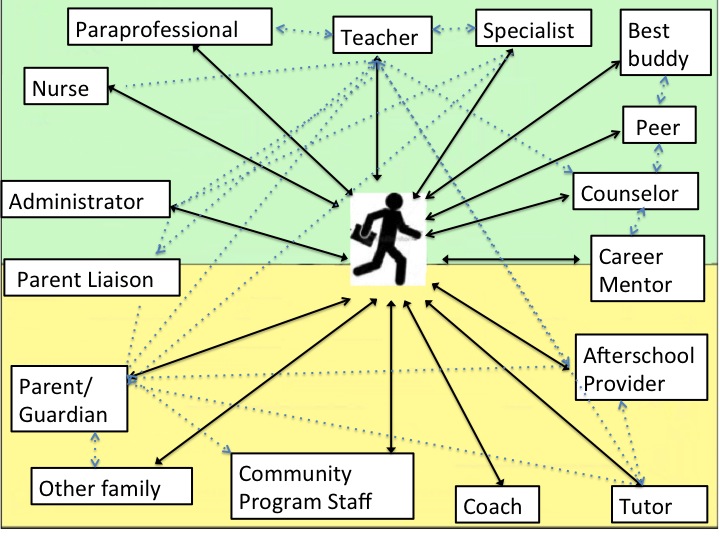 Paraprofessional
Teacher
Specialist
Best
buddy
Nurse
Peer
Administrator
Counselor
Parent Liaison
Career
Mentor
Afterschool
Provider
Parent/
Guardian
Other family
Community
Program Staff
Coach
Tutor